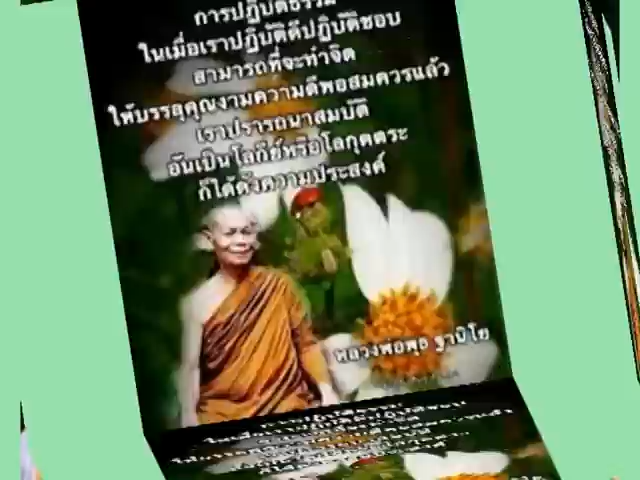 การปฏิบัติธรรม
ในเมื่อเราปฏิบัติดีปฏิบัติชอบ
สามารถที่จะทำจิต
ให้บรรลุคุณงามความดีพอสมควรแล้ว
เราปรารถนาสมบัติ
อันเป็นโลกีย์หรือโลกุตตระ
ก็ได้ดังความประสงค์
หลวงพ่อพุธ ฐานิโย